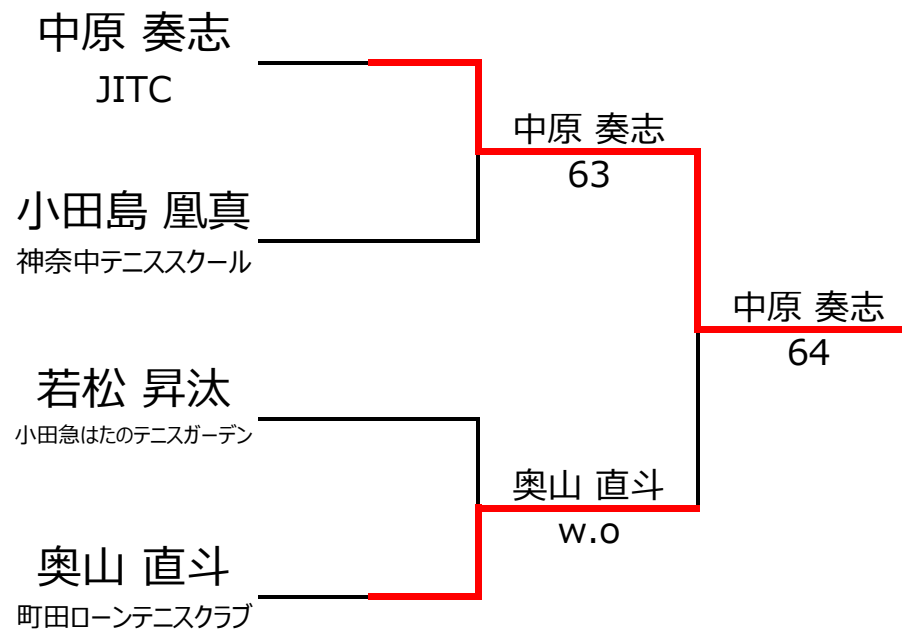 中原 奏志
JITC
小田島 凰真
神奈中テニススクール
若松 昇汰
小田急はたのテニスガーデン
奥山 直斗
町田ローンテニスクラブ
中原 奏志
63
奥山 直斗
w.o
中原 奏志
64